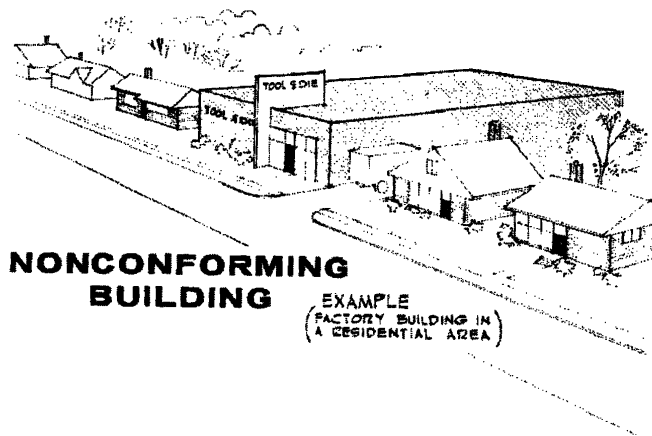 TOOL & DIE
TOOL & DIE
NONCONFORMING
BUILDING
EXAMPLE
(FACTORY BUILDING IN
A RESIDENTIAL AREA)